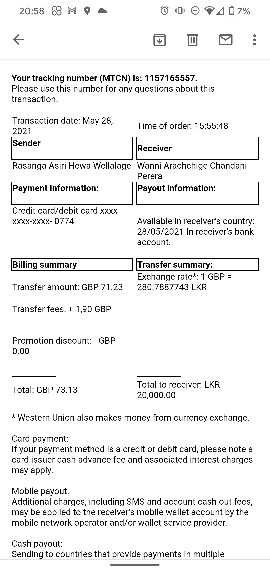 20:58
7%
Your tracking number (MTCN) is: 1157165557.
Please use this number for any questions about this
transaction.
Transaction date: May 28,
2021
Time of order: 15:55:48
Sender
Receiver
Rasanga Asiri Hewa Wellalage
Wanni Arachchige Chandani
Perera
Payment Information:
Payout Information:
Credit card/debit card xxxx
xxxx-xxxx- 0774
Available in receiver's country:
28/05/2021 In receiver's bank
account.
Billing summary
Transfer summary:
Transfer amount: GBP 71.23
Exchange rate*: 1 GBP =
280.7887743 LKR
Transfer fees: + 1,90 GBP
Promotion discount: GBP
0.00
Total: GBP 73.13
Total to receiver: LKR
20,000.00
* Western Union also makes money from currency exchange.
Card payment:
If your payment method is a credit or debit card, please note a
card issuer cash advance fee and associated interest charges
may apply.
Mobile payout:
Additional charges, including SMS and account cash out fees,
may be applied to the receiver's mobile wallet account by the
mobile network operator and/or wallet service provider.
Cash payout:
Sending to countries that provide payments in multiple